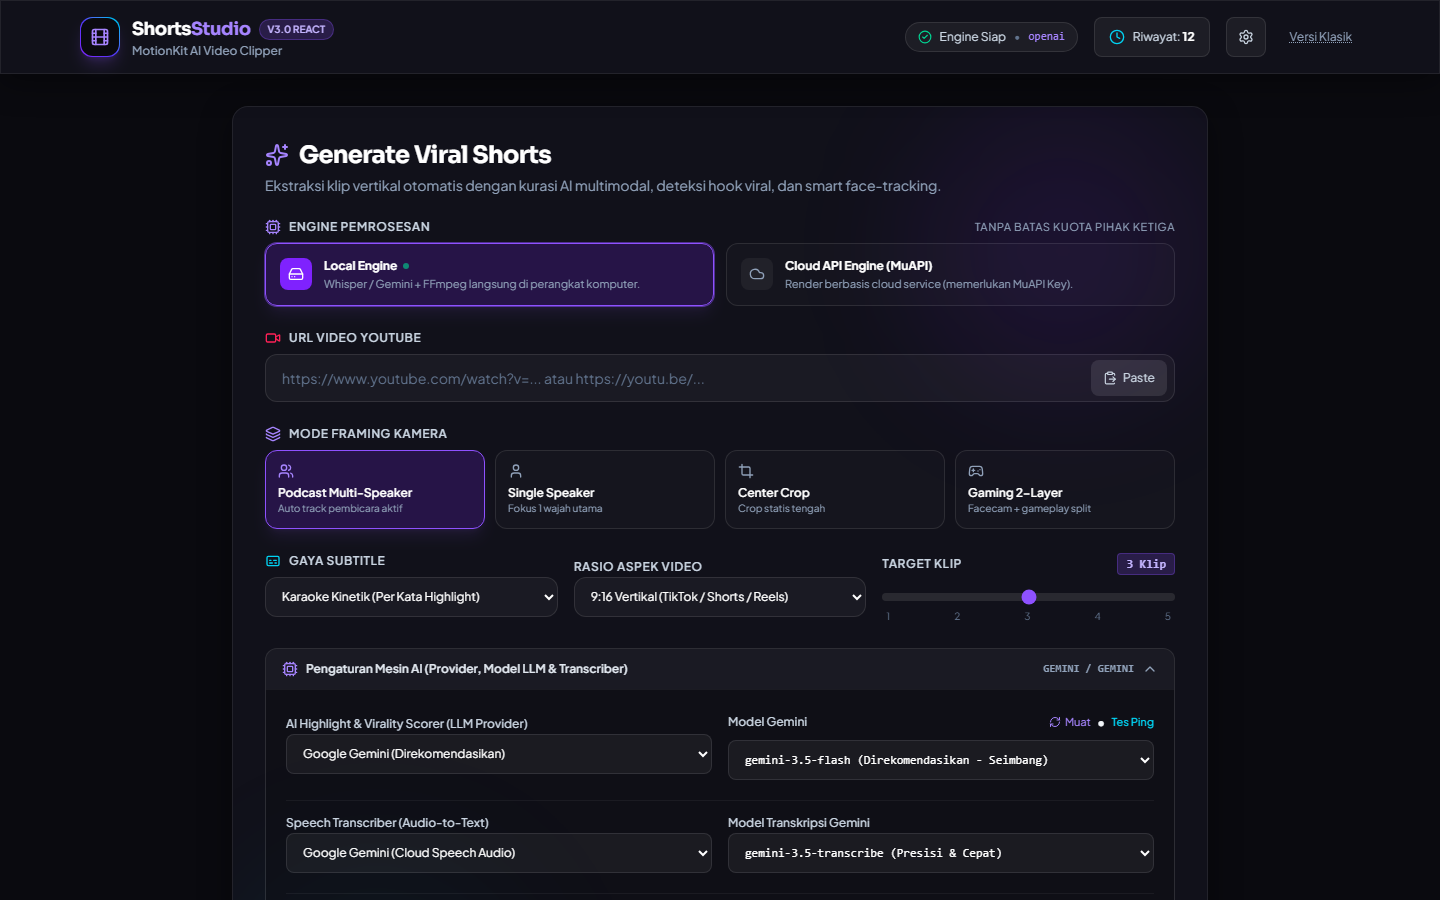 ShortsStudio V3.0 REACT
MotionKit AI Video Clipper
Engine Siap • openai
Riwayat: 12
Versi Klasik
Generate Viral Shorts
Ekstraksi klip vertikal otomatis dengan kurasi AI multimodal, deteksi hook viral, dan smart face-tracking.
ENGINE PEMROSESAN
TANPA BATAS KUOTA PIHAK KETIGA
Local Engine
Whisper / Gemini + FFmpeg langsung di perangkat komputer.
Cloud API Engine (MuAPI)
Render berbasis cloud service (memerlukan MuAPI Key).
URL VIDEO YOUTUBE
https://www.youtube.com/watch?v=... atau https://youtu.be/...
Paste
MODE FRAMING KAMERA
Podcast Multi-Speaker
Auto track pembicara aktif
Single Speaker
Fokus 1 wajah utama
Center Crop
Crop statis tengah
Gaming 2-Layer
Facecam + gameplay split
GAYA SUBTITLE
Karaoke Kinetik (Per Kata Highlight)
RASIO ASPEK VIDEO
9:16 Vertikal (TikTok / Shorts / Reels)
TARGET KLIP
3 Klip
1 2 3 4 5
Pengaturan Mesin AI (Provider, Model LLM & Transcriber)
GEMINI / GEMINI
AI Highlight & Virality Scorer (LLM Provider)
Google Gemini (Direkomendasikan)
Model Gemini
Muat • Tes Ping
gemini-3.5-flash (Direkomendasikan - Seimbang)
Speech Transcriber (Audio-to-Text)
Google Gemini (Cloud Speech Audio)
Model Transkripsi Gemini
gemini-3.5-transcribe (Presisi & Cepat)